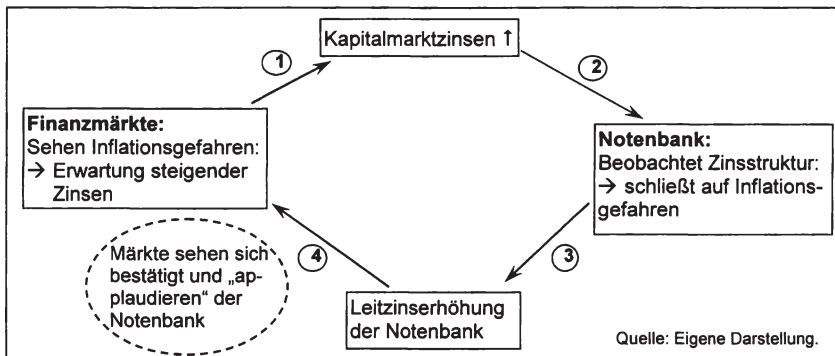 Kapitalmarktzinsen ↑
1
2
Finanzmärkte:
Sehen Inflationsgefahren:
→ Erwartung steigender
Zinsen
Notenbank:
Beobachtet Zinsstruktur:
→ schließt auf Inflations-
gefahren
4
3
Märkte sehen sich
bestätigt und „ap-
plaudieren“ der
Notenbank
Leitzinserhöhung
der Notenbank
Quelle: Eigene Darstellung.